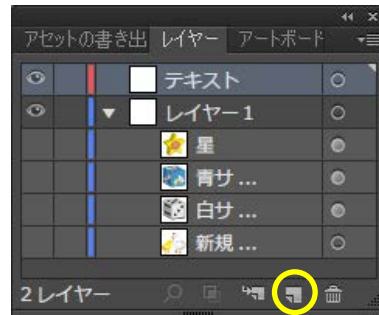 アセットの書き出 レイヤー アートボード
テキスト
レイヤー1
星
青サ ...
白サ ...
新規 ...
2 レイヤー